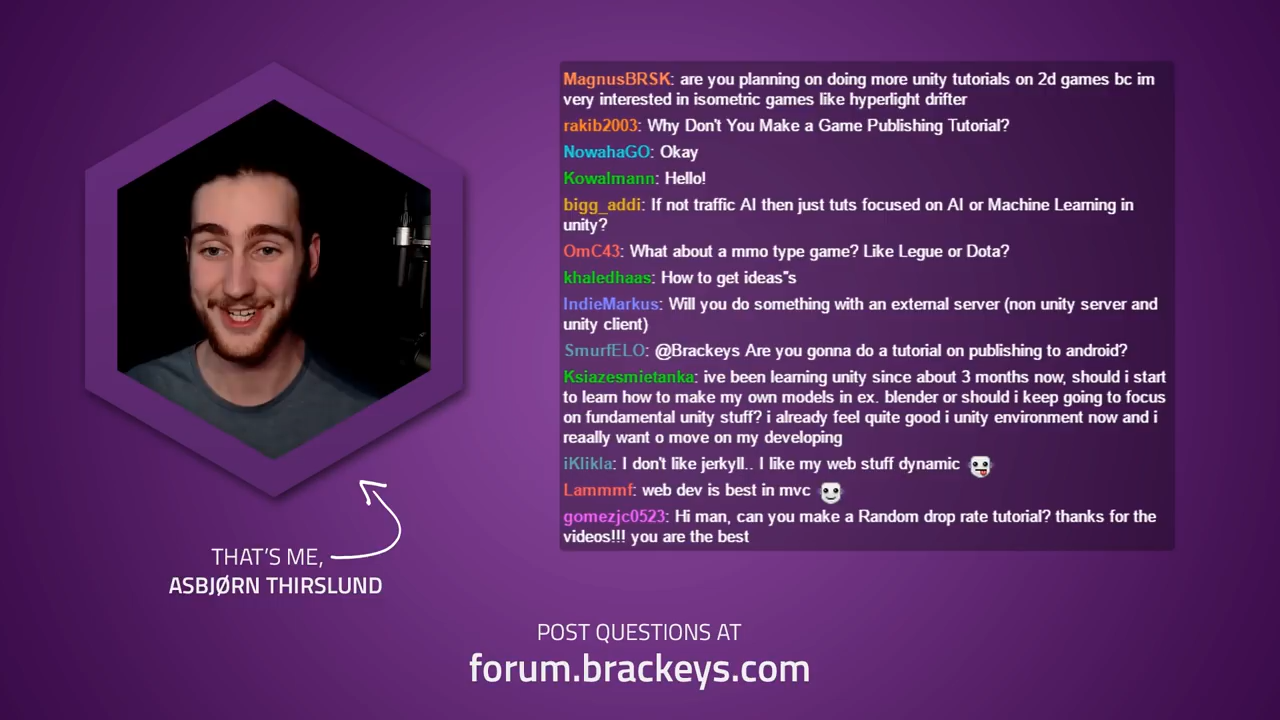 MagnusBRSK: are you planning on doing more unity tutorials on 2d games bc im
very interested in isometric games like hyperlight drifter
rakib2003: Why Don't You Make a Game Publishing Tutorial?
NowahaGO: Okay
Kowalmann: Hello!
bigg_addi: If not traffic AI then just tuts focused on AI or Machine Learning in
unity?
OmC43: What about a mmo type game? Like Legue or Dota?
khaledhaas: How to get ideas"s
IndieMarkus: Will you do something with an external server (non unity server and
unity client)
SmurfELO: @Brackeys Are you gonna do a tutorial on publishing to android?
Ksiazesmietanka: ive been learning unity since about 3 months now, should i start
to learn how to make my own models in ex. blender or should i keep going to focus
on fundamental unity stuff? i already feel quite good i unity environment now and i
reaally want o move on my developing
iKlikla: I don't like jerkyll.. I like my web stuff dynamic
Lammmf: web dev is best in mvc
gomezjc0523: Hi man, can you make a Random drop rate tutorial? thanks for the
videos!!! you are the best
THAT'S ME,
ASBJØRN THIRSLUND
POST QUESTIONS AT
forum.brackeys.com